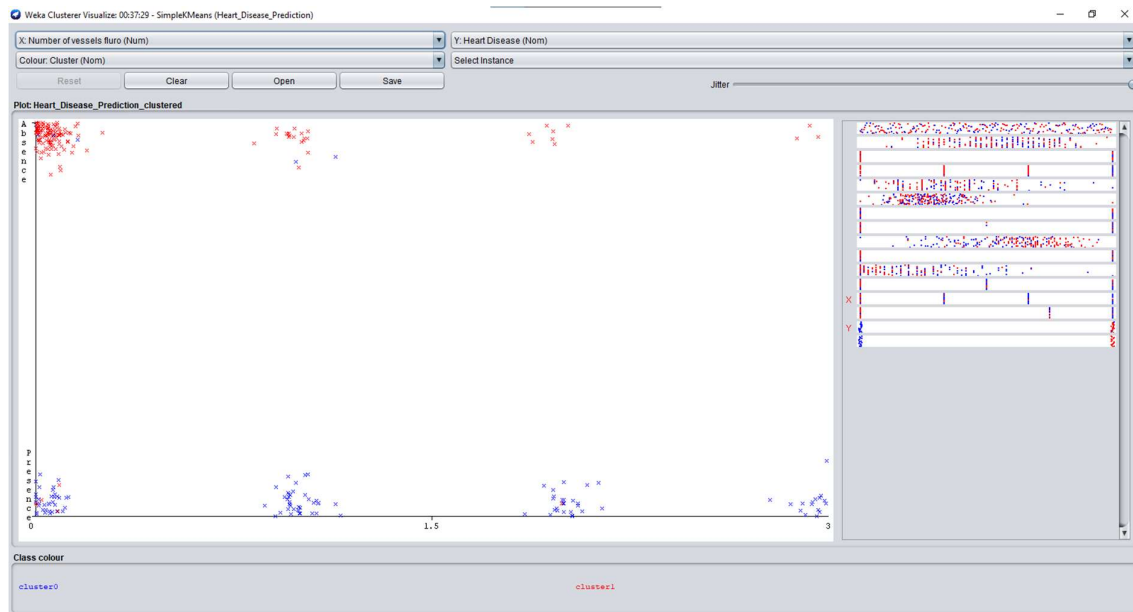 Weka Clusterer Visualize: 00:37:29 - SimpleKMeans (Heart_Disease_Prediction)
X: Number of vessels fluro (Num)
Y: Heart Disease (Nom)
Colour: Cluster (Nom)
Select Instance
Reset
Clear
Open
Save
Jitter
Plot: Heart_Disease_Prediction_clustered
Absence
Presence
0
1.5
3
X
Y
Class colour
cluster0
cluster1